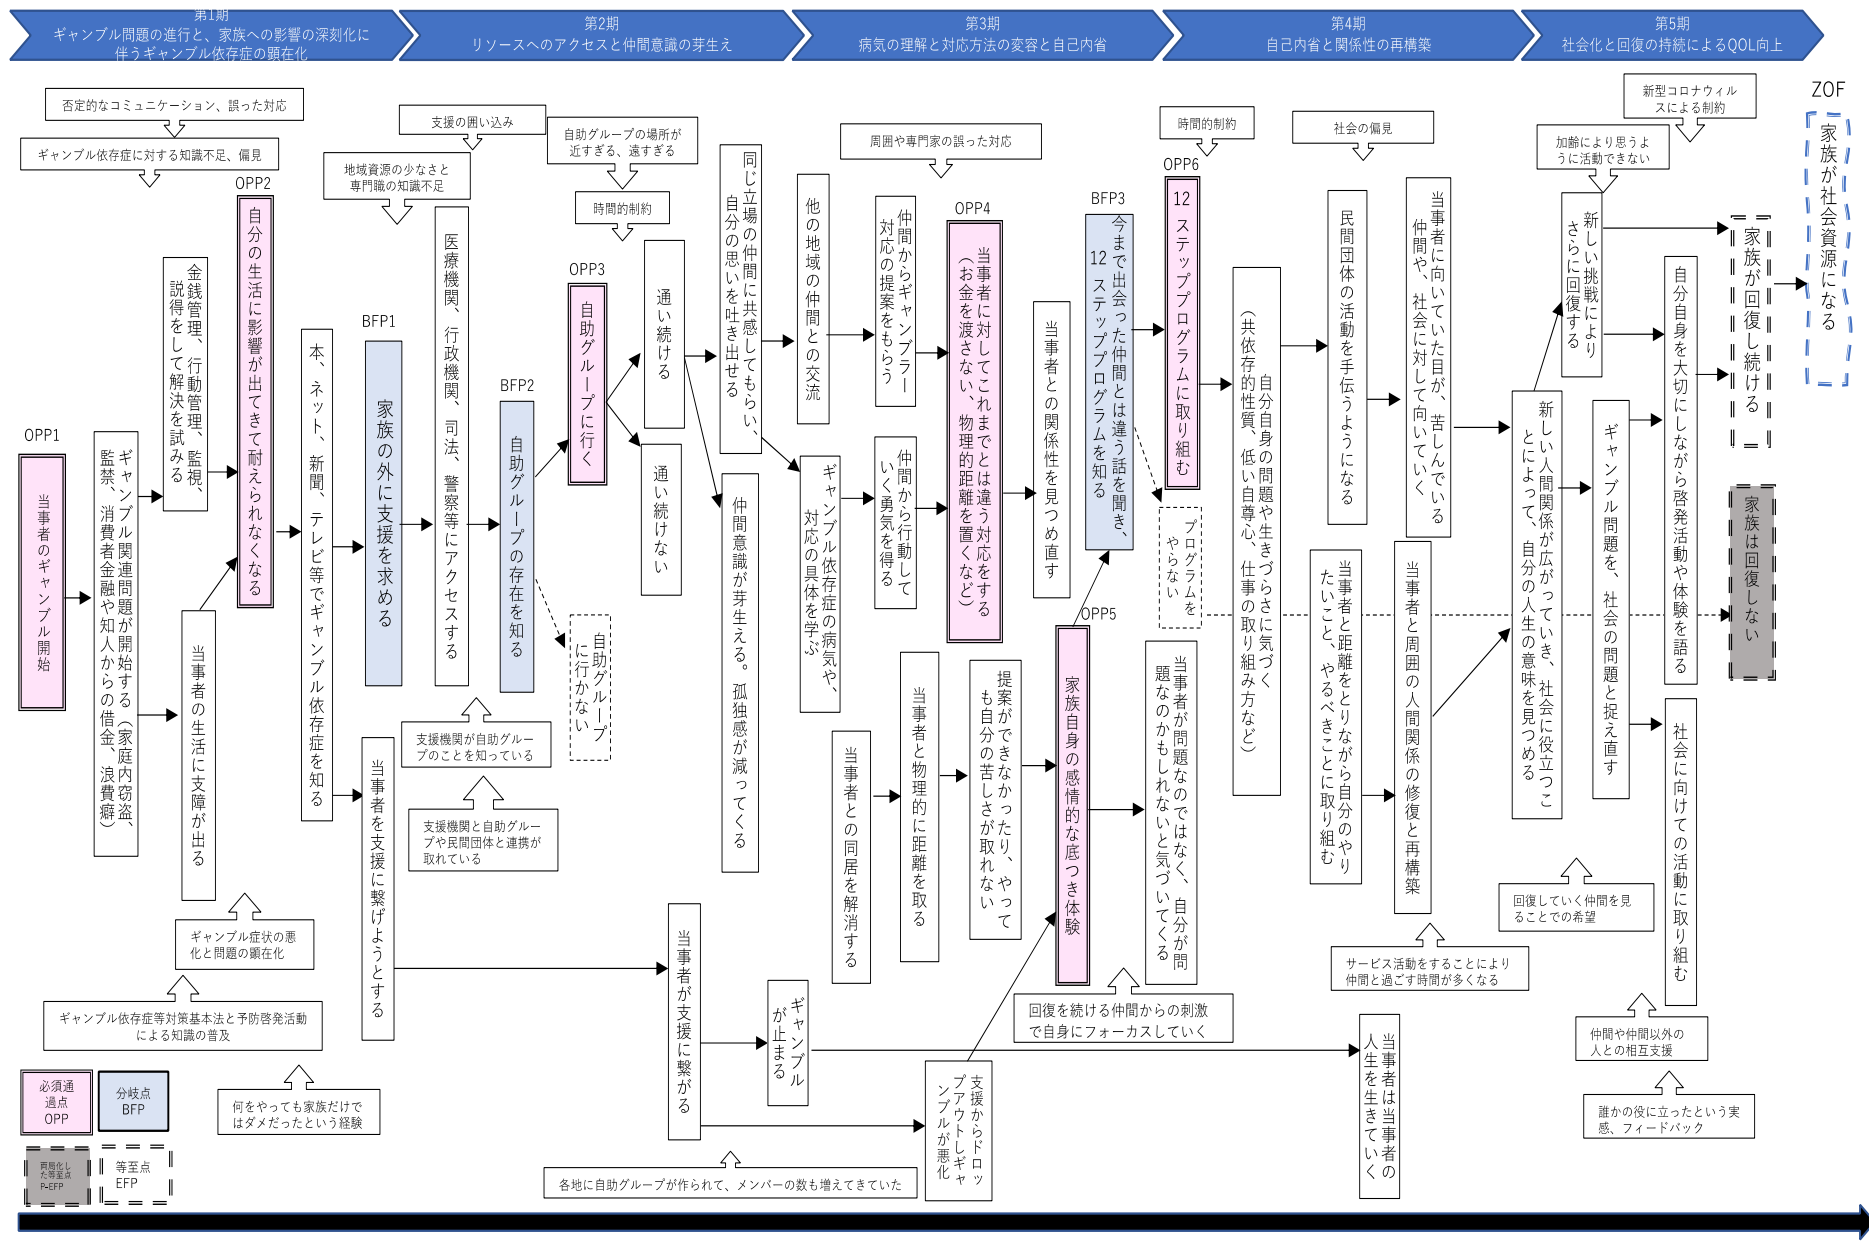 第1期
ギャンブル問題の進行と、家族への影響の深刻化に
伴うギャンブル依存症の顕在化
第2期
リソースへのアクセスと仲間意識の芽生え
第3期
病気の理解と対応方法の変容と自己内省
第4期
自己内省と関係性の再構築
第5期
社会化と回復の持続によるQOL向上
否定的なコミュニケーション、誤った対応
ギャンブル依存症に対する知識不足、偏見
OPP1
当事者のギャンブル開始
ギャンブル関連問題が開始する（家庭内窃盗、
監禁、消費者金融や知人からの借金、浪費癖）
金銭管理、行動管理、監視、
説得をして解決を試みる
当事者の生活に支障が出る
OPP2
自分の生活に影響が出てきて耐えられなくなる
ギャンブル症状の悪
化と問題の顕在化
ギャンブル依存症等対策基本法と予防啓発活動
による知識の普及
何をやっても家族だけで
はダメだったという経験
本、ネット、新聞、テレビ等でギャンブル依存症を知る
支援の囲い込み
地域資源の少なさと
専門職の知識不足
BFP1
家族の外に支援を求める
当事者を支援に繋げようとする
医療機関、行政機関、司法、警察等にアクセスする
BFP2
自助グループの存在を知る
支援機関が自助グルー
プのことを知っている
支援機関と自助グルー
プや民間団体と連携が
取れている
自助グループの場所が
近すぎる、遠すぎる
時間的制約
OPP3
自助グループに行く
自助グループ
に行かない
通い続ける
通い続けない
同じ立場の仲間に共感してもらい、
自分の思いを吐き出せる
仲間意識が芽生える。孤独感が減ってくる
当事者が支援に繋がる
ギャンブル
が止まる
各地に自助グループが作られて、メンバーの数も増えてきていた
他の地域の仲間との交流
ギャンブル依存症の病気や、
対応の具体を学ぶ
周囲や専門家の誤った対応
仲間からギャンブラー
対応の提案をもらう
仲間から行動して
いく勇気を得る
当事者との同居を解消する
当事者と物理的に距離を取る
支援からドロッ
プアウトしギャ
ンブルが悪化
OPP4
当事者に対してこれまでとは違う対応をする
（お金を渡さない、物理的距離を置くなど）
提案ができなかったり、やって
も自分の苦しさが取れない
当事者との関係性を見つめ直す
OPP5
家族自身の感情的な底つき体験
回復を続ける仲間からの刺激
で自身にフォーカスしていく
BFP3
今まで出会った仲間とは違う話を聞き、
12 ステッププログラムを知る
当事者が問題なのではなく、自分が問
題なのかもしれないと気づいてくる
時間的制約
OPP6
12 ステッププログラムに取り組む
プログラムを
やらない
自分自身の問題や生きづらさに気づく
（共依存的性質、低い自尊心、仕事の取り組み方など）
社会の偏見
民間団体の活動を手伝うようになる
当事者と距離をとりながら自分のやり
たいこと、やるべきことに取り組む
当事者に向いていた目が、苦しんでいる
仲間や、社会に対して向いていく
当事者と周囲の人間関係の修復と再構築
サービス活動をすることにより
仲間と過ごす時間が多くなる
当事者は当事者の
人生を生きていく
新しい人間関係が広がっていき、社会に役立つこ
とによって、自分の人生の意味を見つめる
回復していく仲間を見
ることでの希望
加齢により思うよ
うに活動できない
新型コロナウィル
スによる制約
新しい挑戦により
さらに回復する
ギャンブル問題を、社会の問題と捉え直す
自分自身を大切にしながら啓発活動や体験を語る
社会に向けての活動に取り組む
仲間や仲間以外の
人との相互支援
誰かの役に立ったという実
感、フィードバック
家族が回復し続ける
家族は回復しない
ZOF
家族が社会資源になる
必須通
過点
OPP
分岐点
BFP
両局化し
た等至点
P-EFP
等至点
EFP